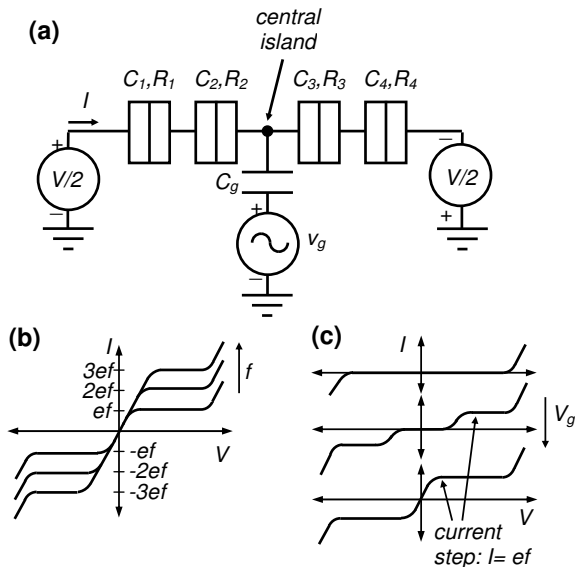 (a)
central
island
C1,R1
C2,R2
C3,R3
C4,R4
I
+
−
V/2
−
+
V/2
Cg
+
−
vg
(b)
I
3ef
2ef
ef
-ef
-2ef
-3ef
V
f
(c)
I
Vg
V
current
step: I= ef